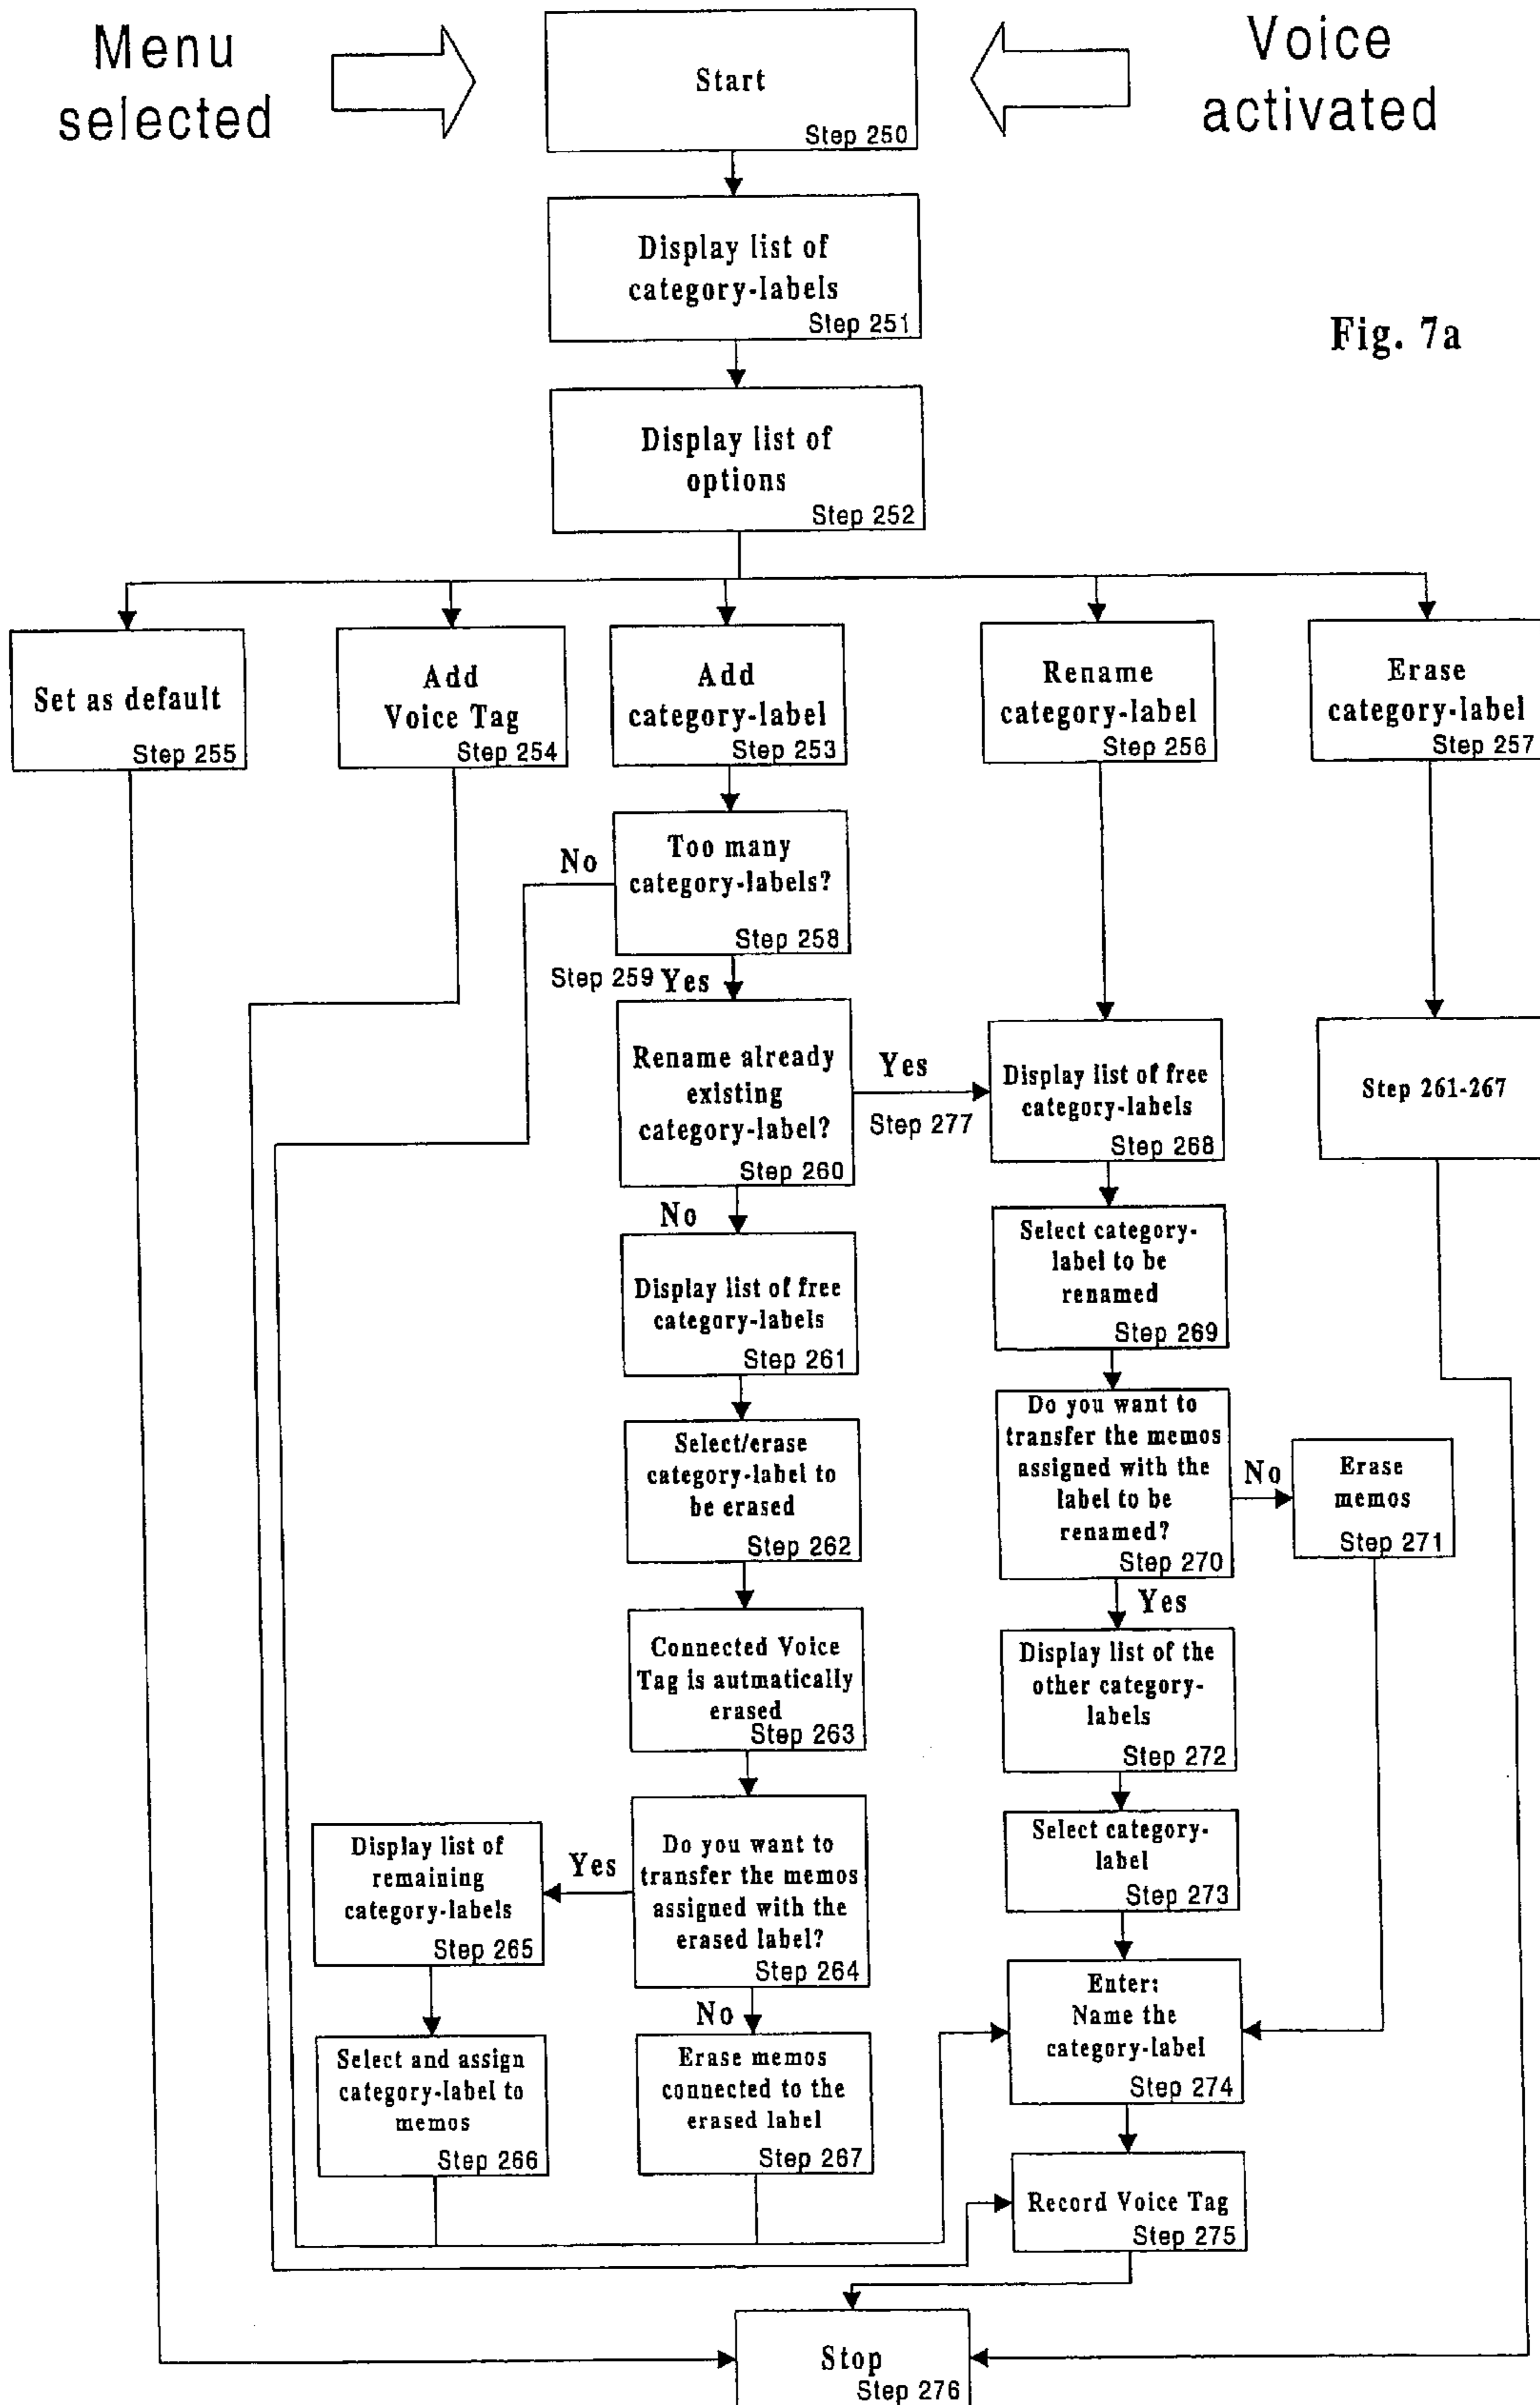 Menu
selected
Voice
activated
Start
Step 250
Display list of
category-labels
Step 251
Fig. 7a
Display list of
options
Step 252
Set as default
Step 255
Add
Voice Tag
Step 254
Add
category-label
Step 253
Rename
category-label
Step 256
Erase
category-label
Step 257
No
Too many
category-labels?
Step 258
Step 259 Yes
Rename already
existing
category-label?
Step 260
Yes
Step 277
Display list of free
category-labels
Step 268
Step 261-267
No
Display list of free
category-labels
Step 261
Select category-
label to be
renamed
Step 269
Select/erase
category-label to
be erased
Step 262
Do you want to
transfer the memos
assigned with the
label to be
renamed?
Step 270
No
Erase
memos
Step 271
Yes
Connected Voice
Tag is autmatically
erased
Step 263
Display list of the
other category-
labels
Step 272
Display list of
remaining
category-labels
Step 265
Yes
Do you want to
transfer the memos
assigned with the
erased label?
Step 264
Select category-
label
Step 273
No
Select and assign
category-label to
memos
Step 266
Erase memos
connected to the
erased label
Step 267
Enter:
Name the
category-label
Step 274
Record Voice Tag
Step 275
Stop
Step 276